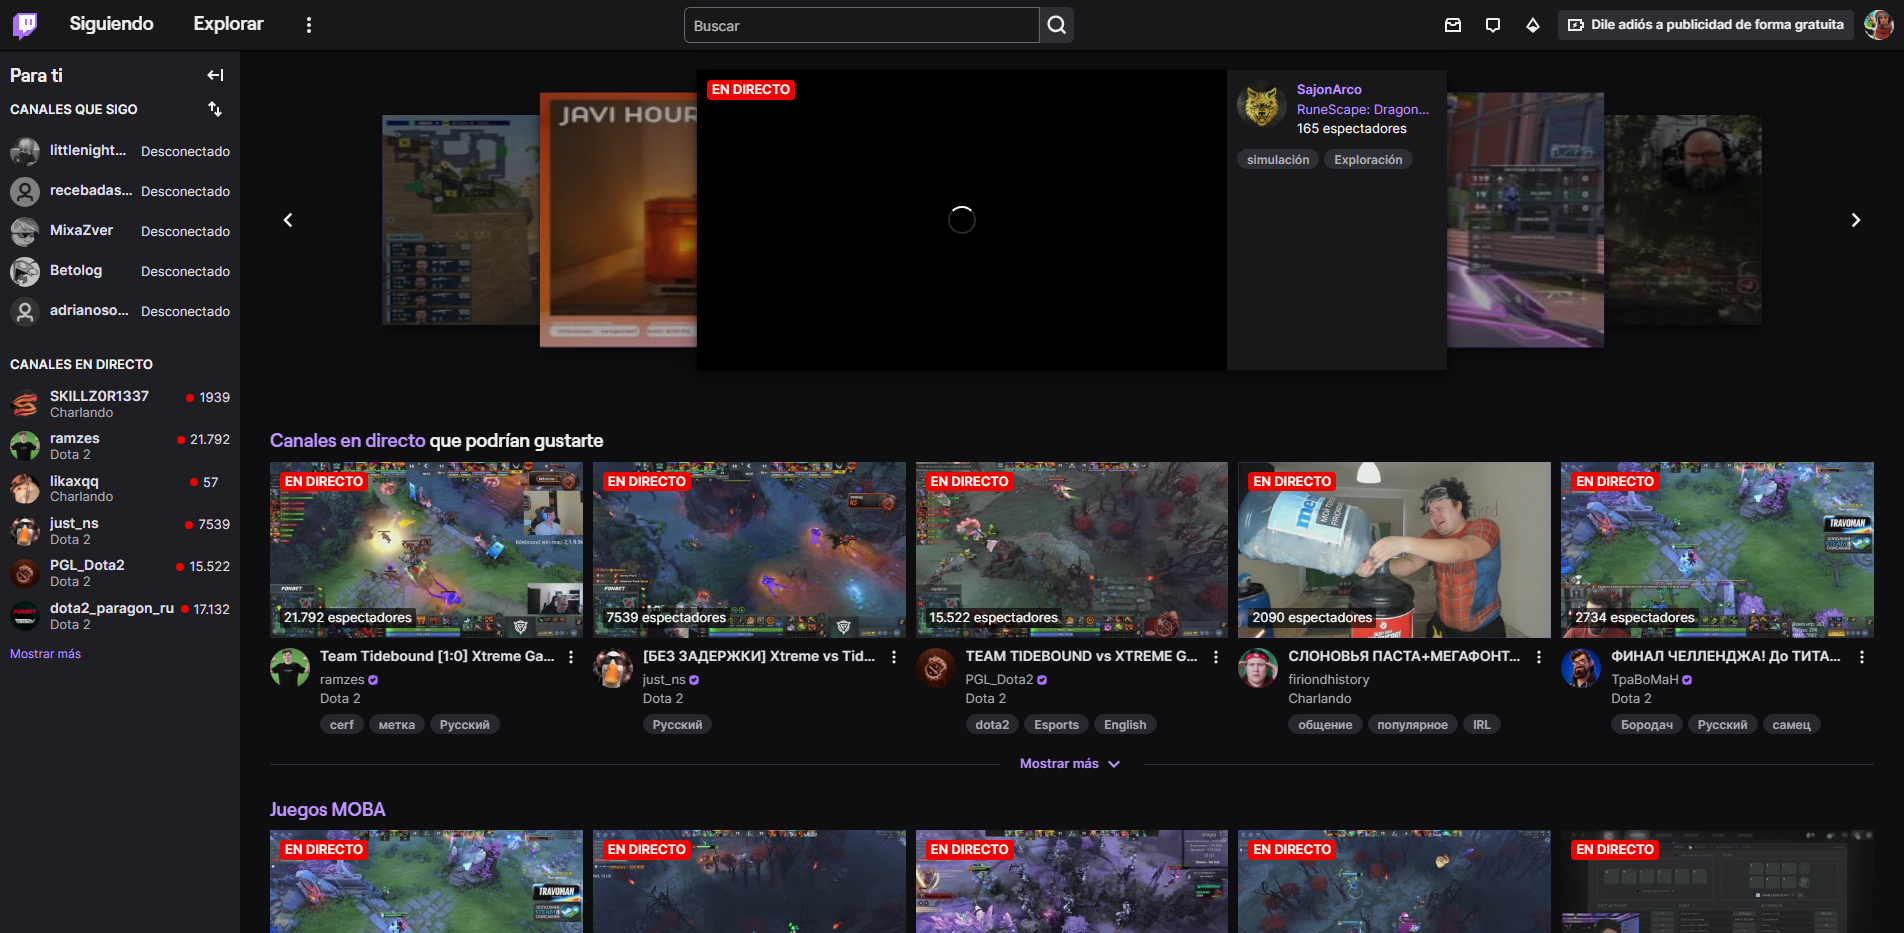 Siguiendo
Explorar
Buscar
Dile adiós a publicidad de forma gratuita
Para ti
CANALES QUE SIGO
littlenight... Desconectado
recebadas... Desconectado
MixaZver Desconectado
Betolog Desconectado
adrianoso... Desconectado
CANALES EN DIRECTO
SKILLZ0R1337 1939
Charlando
ramzes 21.792
Dota 2
likaxqq 57
Charlando
just_ns 7539
Dota 2
PGL_Dota2 15.522
Dota 2
dota2_paragon_ru 17.132
Dota 2
Mostrar más
JAVI HOUR
EN DIRECTO
SajonArco
RuneScape: Dragon...
165 espectadores
simulación Exploración
Canales en directo que podrían gustarte
EN DIRECTO
FONBET
21.792 espectadores
Team Tidebound [1:0] Xtreme Ga...
ramzes
Dota 2
cerf метка Русский
EN DIRECTO
FONBET
7539 espectadores
[БЕЗ ЗАДЕРЖКИ] Xtreme vs Tid...
just_ns
Dota 2
Русский
EN DIRECTO
15.522 espectadores
TEAM TIDEBOUND vs XTREME G...
PGL_Dota2
Dota 2
dota2 Esports English
EN DIRECTO
2090 espectadores
СЛОНОВЬЯ ПАСТА+МЕГАФОНТ...
firiondhistory
Charlando
общение популярное IRL
EN DIRECTO
TRAVOMAN
2734 espectadores
ФИНАЛ ЧЕЛЛЕНДЖА! До ТИТА...
ТраВоМаН
Dota 2
Бородач Русский самец
Mostrar más
Juegos MOBA
EN DIRECTO
TRAVOMAN
EN DIRECTO
EN DIRECTO
EN DIRECTO
EN DIRECTO